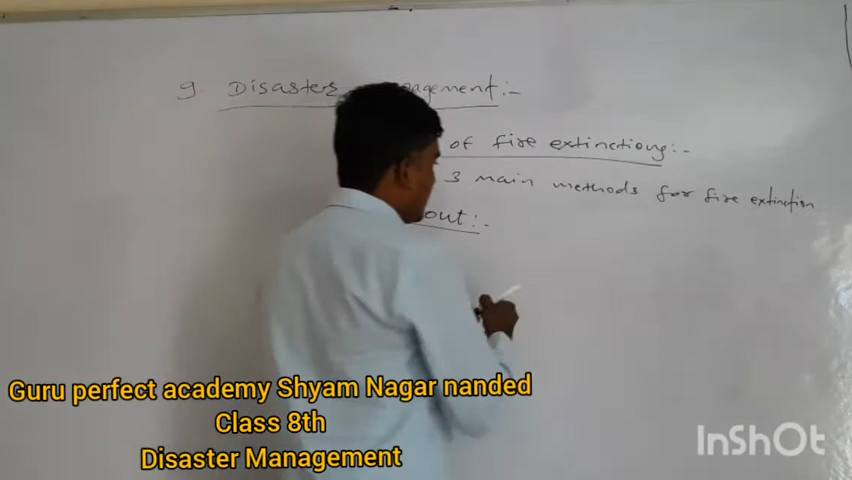 9 Disasters agement :-
of fire extinctions :-
3 main methods for fire extinction
out :-
Guru perfect academy Shyam Nagar nanded
Class 8th
Disaster Management
InShOt